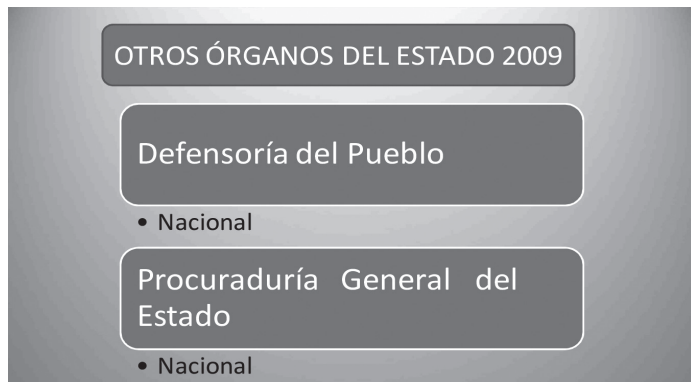 OTROS ÓRGANOS DEL ESTADO 2009
Defensoría del Pueblo
• Nacional
Procuraduría General del
Estado
• Nacional